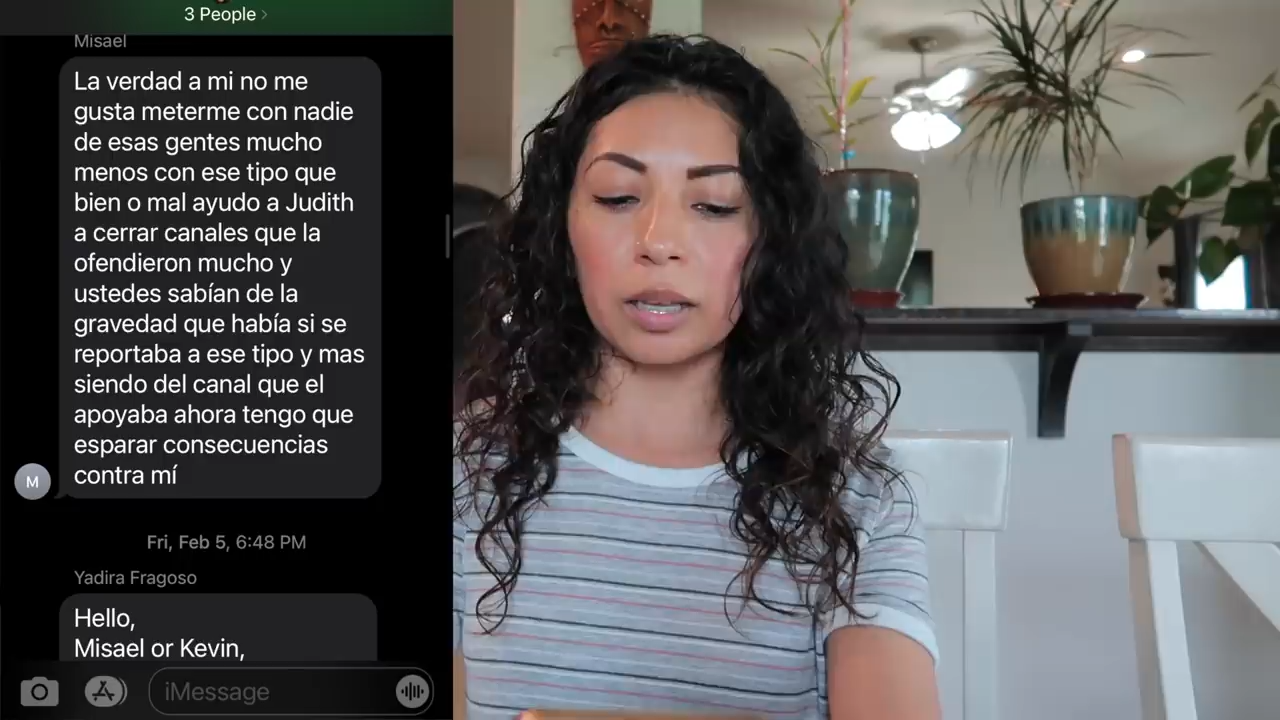 3 People
Misael
La verdad a mi no me
gusta meterme con nadie
de esas gentes mucho
menos con ese tipo que
bien o mal ayudo a Judith
a cerrar canales que la
ofendieron mucho y
ustedes sabían de la
gravedad que había si se
reportaba a ese tipo y mas
siendo del canal que el
apoyaba ahora tengo que
esparar consecuencias
contra mí
M
Fri, Feb 5, 6:48 PM
Yadira Fragoso
Hello,
Misael or Kevin,
iMessage